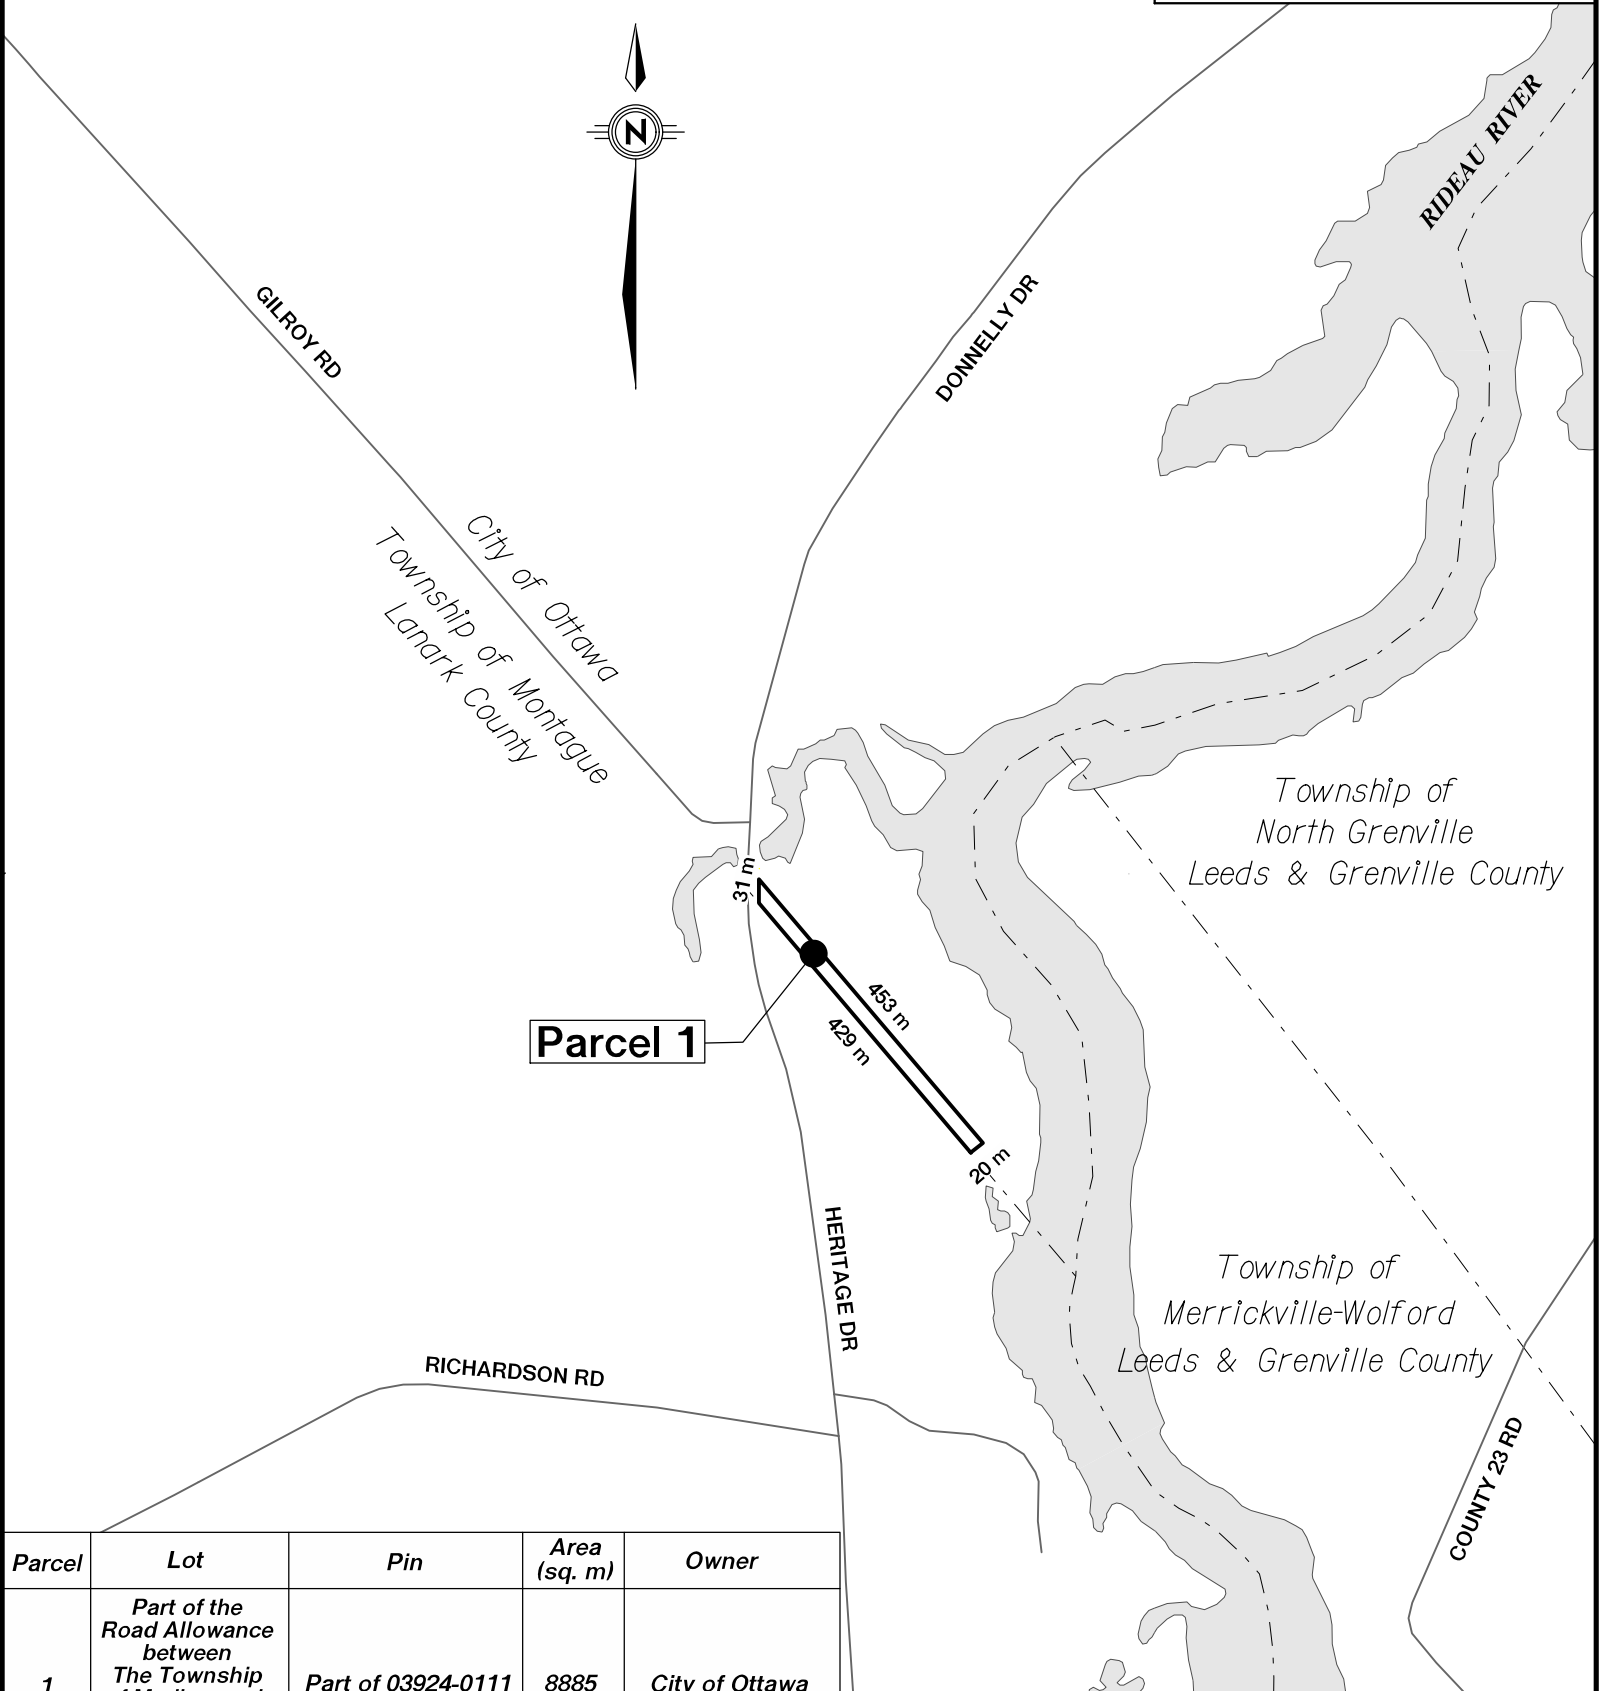 N
RIDEAU RIVER
GILROY RD
DONNELLY DR
City of Ottawa
Township of Montague
Lanark County
Township of
North Grenville
Leeds & Grenville County
31 m
453 m
429 m
Parcel 1
20 m
HERITAGE DR
Township of
Merrickville-Wolford
Leeds & Grenville County
RICHARDSON RD
COUNTY 23 RD
Parcel Lot Pin Area (sq. m) Owner
Part of the
Road Allowance
between
The Township
1 Part of 03924-0111 8885 City of Ottawa